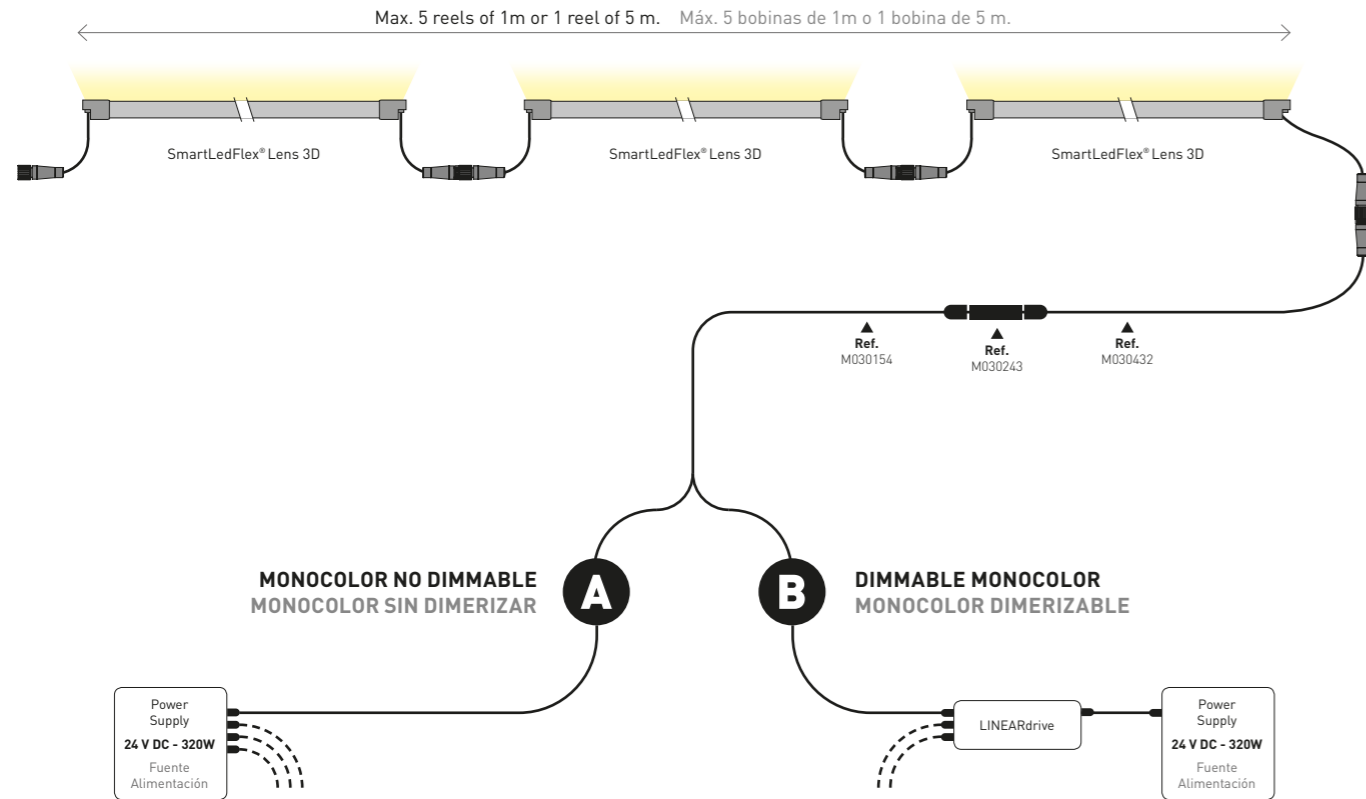 Max. 5 reels of 1m or 1 reel of 5 m. Máx. 5 bobinas de 1m o 1 bobina de 5 m.
SmartLedFlex® Lens 3D
SmartLedFlex® Lens 3D
SmartLedFlex® Lens 3D
Ref.
M030154
Ref.
M030243
Ref.
M030432
MONOCOLOR NO DIMMABLE
MONOCOLOR SIN DIMERIZAR
A
B
DIMMABLE MONOCOLOR
MONOCOLOR DIMERIZABLE
Power
Supply
24 V DC - 320W
Fuente
Alimentación
LINEARdrive
Power
Supply
24 V DC - 320W
Fuente
Alimentación